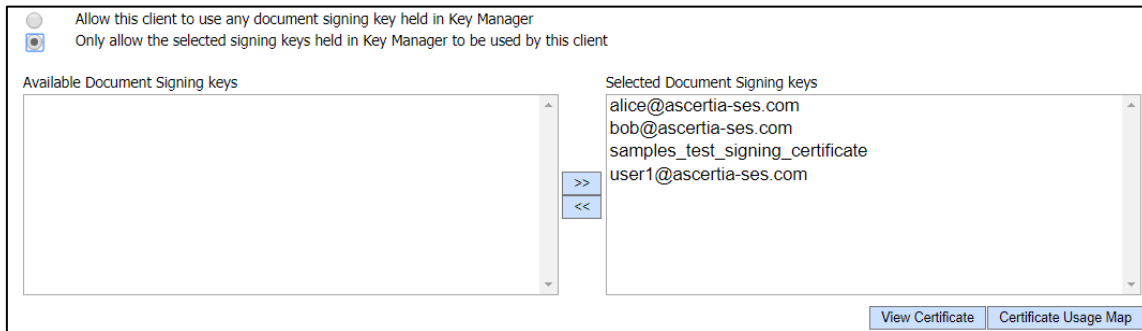 Allow this client to use any document signing key held in Key Manager
Only allow the selected signing keys held in Key Manager to be used by this client
Available Document Signing keys
Selected Document Signing keys
alice@ascertia-ses.com
bob@ascertia-ses.com
samples_test_signing_certificate
user1@ascertia-ses.com
>>
<<
View Certificate
Certificate Usage Map